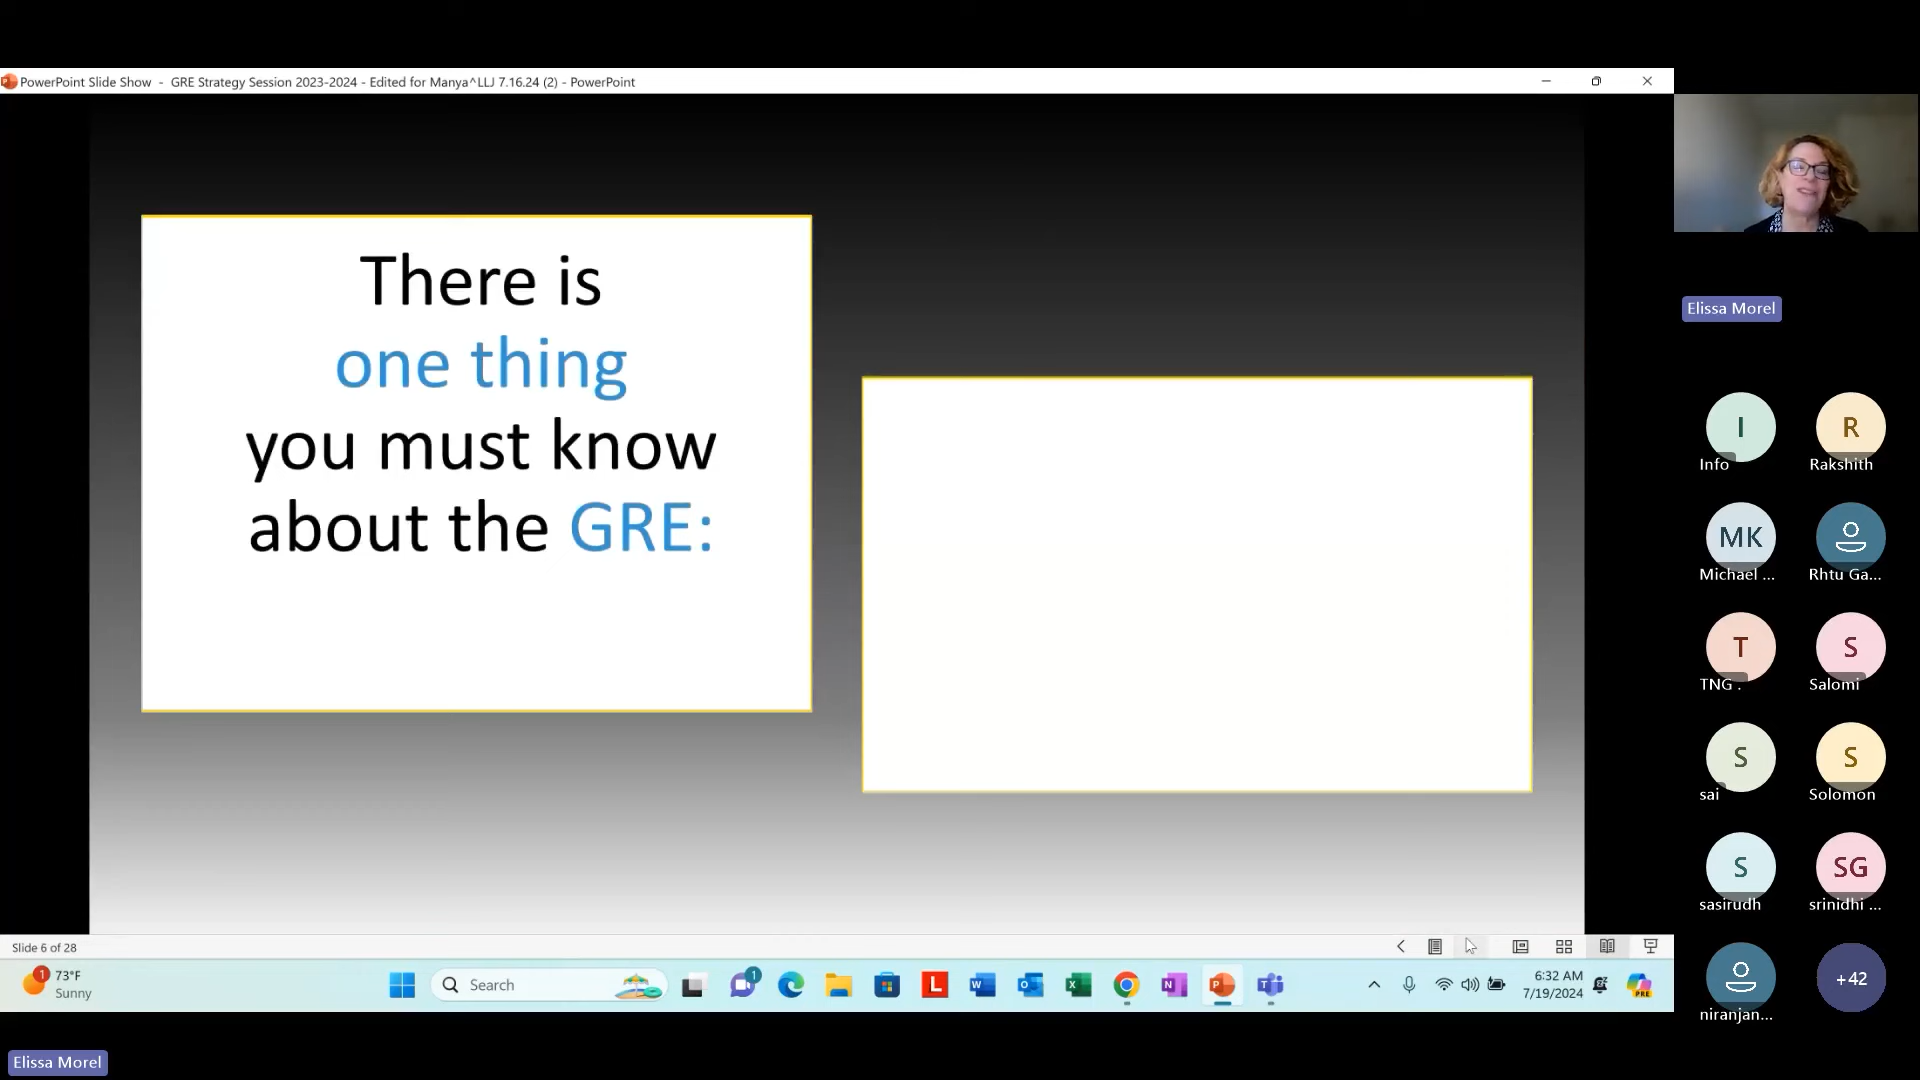 PowerPoint Slide Show - GRE Strategy Session 2023-2024 - Edited for Manya^LLJ 7.16.24 (2) - PowerPoint
There is
one thing
you must know
about the GRE:
Elissa Morel
I
Info
R
Rakshith
MK
Michael ...
Rhtu Ga...
T
TNG .
S
Salomi
S
sai
S
Solomon
S
sasirudh
SG
srinidhi ...
niranjan...
+42
Slide 6 of 28
1
73°F
Sunny
Search
1
L
W
O
X
N
P
T
6:32 AM
7/19/2024
PRE
Elissa Morel